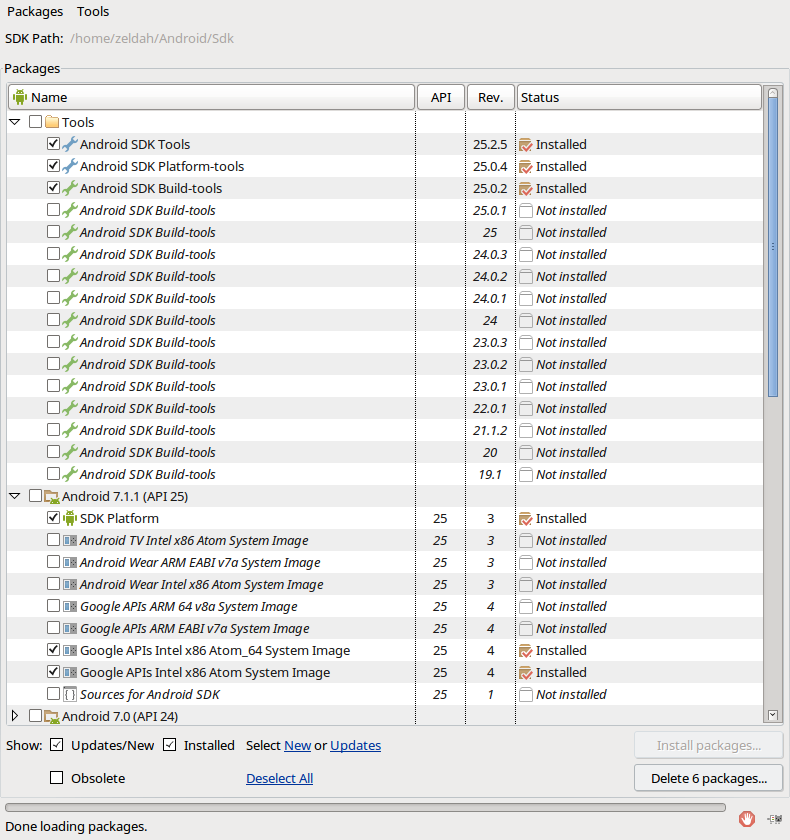 Packages Tools
SDK Path: /home/zeldah/Android/Sdk
Packages
Name API Rev. Status
Tools
Android SDK Tools 25.2.5 Installed
Android SDK Platform-tools 25.0.4 Installed
Android SDK Build-tools 25.0.2 Installed
Android SDK Build-tools 25.0.1 Not installed
Android SDK Build-tools 25 Not installed
Android SDK Build-tools 24.0.3 Not installed
Android SDK Build-tools 24.0.2 Not installed
Android SDK Build-tools 24.0.1 Not installed
Android SDK Build-tools 24 Not installed
Android SDK Build-tools 23.0.3 Not installed
Android SDK Build-tools 23.0.2 Not installed
Android SDK Build-tools 23.0.1 Not installed
Android SDK Build-tools 22.0.1 Not installed
Android SDK Build-tools 21.1.2 Not installed
Android SDK Build-tools 20 Not installed
Android SDK Build-tools 19.1 Not installed
Android 7.1.1 (API 25)
SDK Platform 25 3 Installed
Android TV Intel x86 Atom System Image 25 3 Not installed
Android Wear ARM EABI v7a System Image 25 3 Not installed
Android Wear Intel x86 Atom System Image 25 3 Not installed
Google APIs ARM 64 v8a System Image 25 4 Not installed
Google APIs ARM EABI v7a System Image 25 4 Not installed
Google APIs Intel x86 Atom_64 System Image 25 4 Installed
Google APIs Intel x86 Atom System Image 25 4 Installed
Sources for Android SDK 25 1 Not installed
Android 7.0 (API 24)
Show: Updates/New Installed Select New or Updates Install packages...
Obsolete Deselect All Delete 6 packages...
Done loading packages.